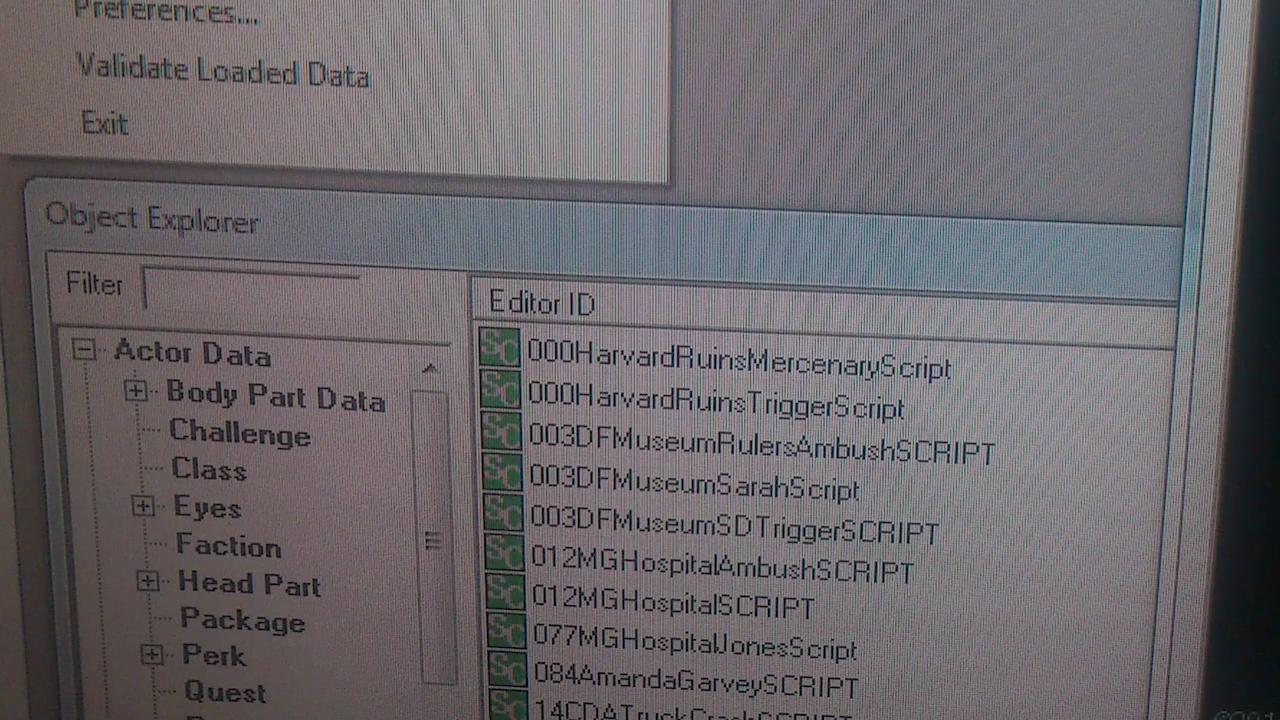 Preferences...
Validate Loaded Data
Exit
Object Explorer
Filter
Actor Data
Body Part Data
Challenge
Class
Eyes
Faction
Head Part
Package
Perk
Quest
Editor ID
000HarvardRuinsMercenaryScript
000HarvardRuinsTriggerScript
003DFMuseumRulersAmbushSCRIPT
003DFMuseumSarahScript
003DFMuseumSDTriggerSCRIPT
012MGHospitalAmbushSCRIPT
012MGHospitalSCRIPT
077MGHospitalJonesScript
084AmandaGarveySCRIPT
14CDATruckCrashSCRIPT